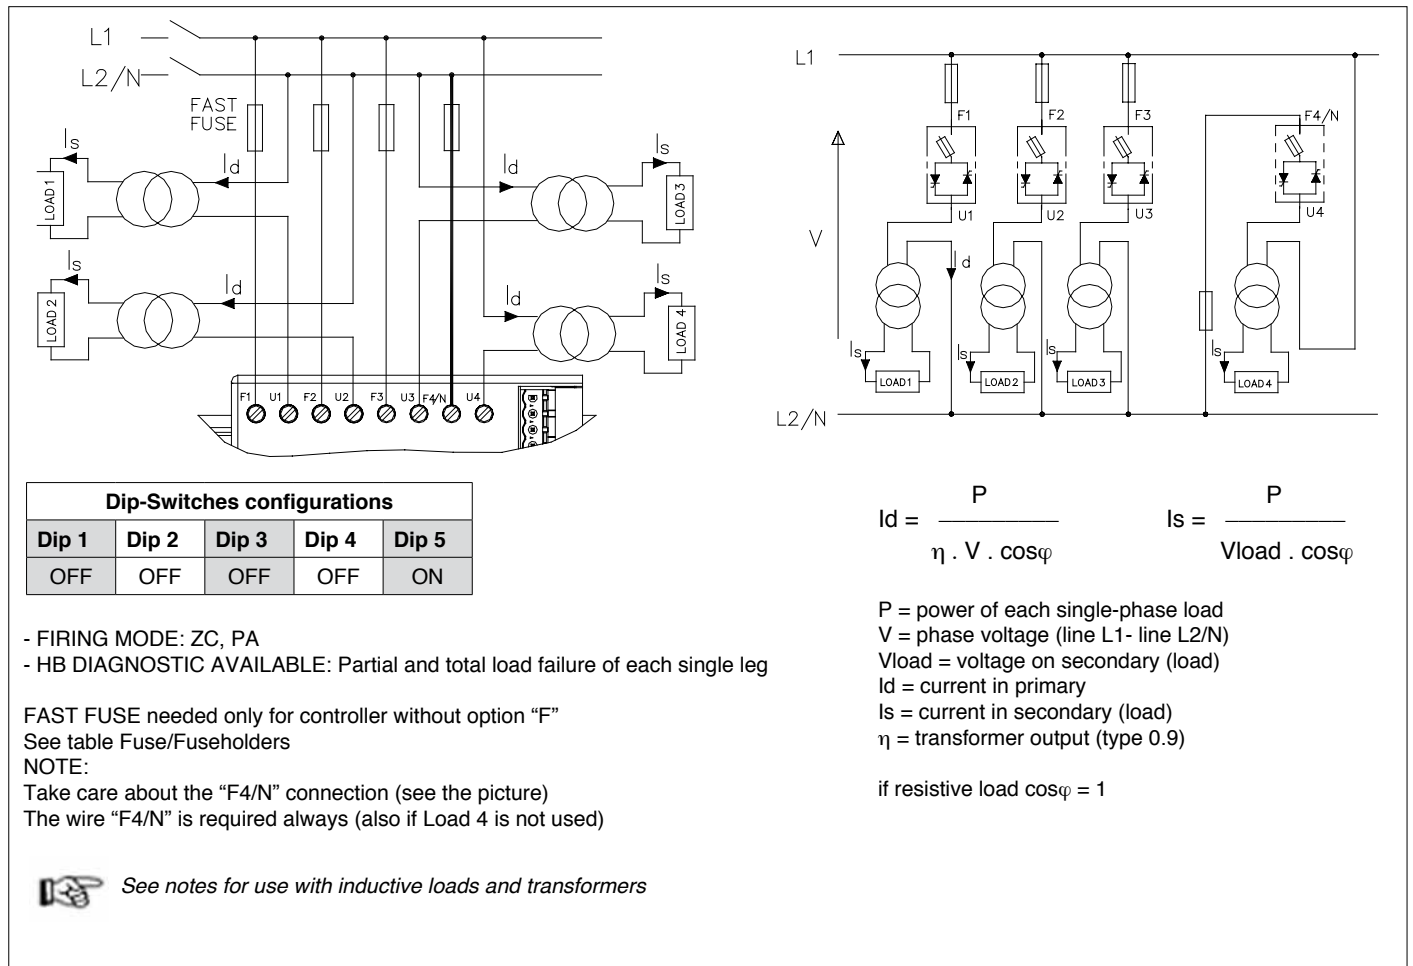 L1
L2/N
FAST
FUSE
Is
Id
LOAD1
Is
Id
LOAD 2
Id
Is
LOAD3
Id
Is
LOAD 4
F1 U1 F2 U2 F3 U3 F4/N U4
L1
F1 F2 F3 F4/N
U1 U2 U3 U4
V
Id
Is Is Is Is
LOAD1 LOAD2 LOAD3 LOAD4
L2/N
Dip-Switches configurations
Dip 1 Dip 2 Dip 3 Dip 4 Dip 5
OFF OFF OFF OFF ON
- FIRING MODE: ZC, PA
- HB DIAGNOSTIC AVAILABLE: Partial and total load failure of each single leg
FAST FUSE needed only for controller without option “F”
See table Fuse/Fuseholders
NOTE:
Take care about the “F4/N” connection (see the picture)
The wire “F4/N” is required always (also if Load 4 is not used)
See notes for use with inductive loads and transformers
P
Id =
η . V . cosφ
P
Is =
Vload . cosφ
P = power of each single-phase load
V = phase voltage (line L1- line L2/N)
Vload = voltage on secondary (load)
Id = current in primary
Is = current in secondary (load)
η = transformer output (type 0.9)
if resistive load cosφ = 1